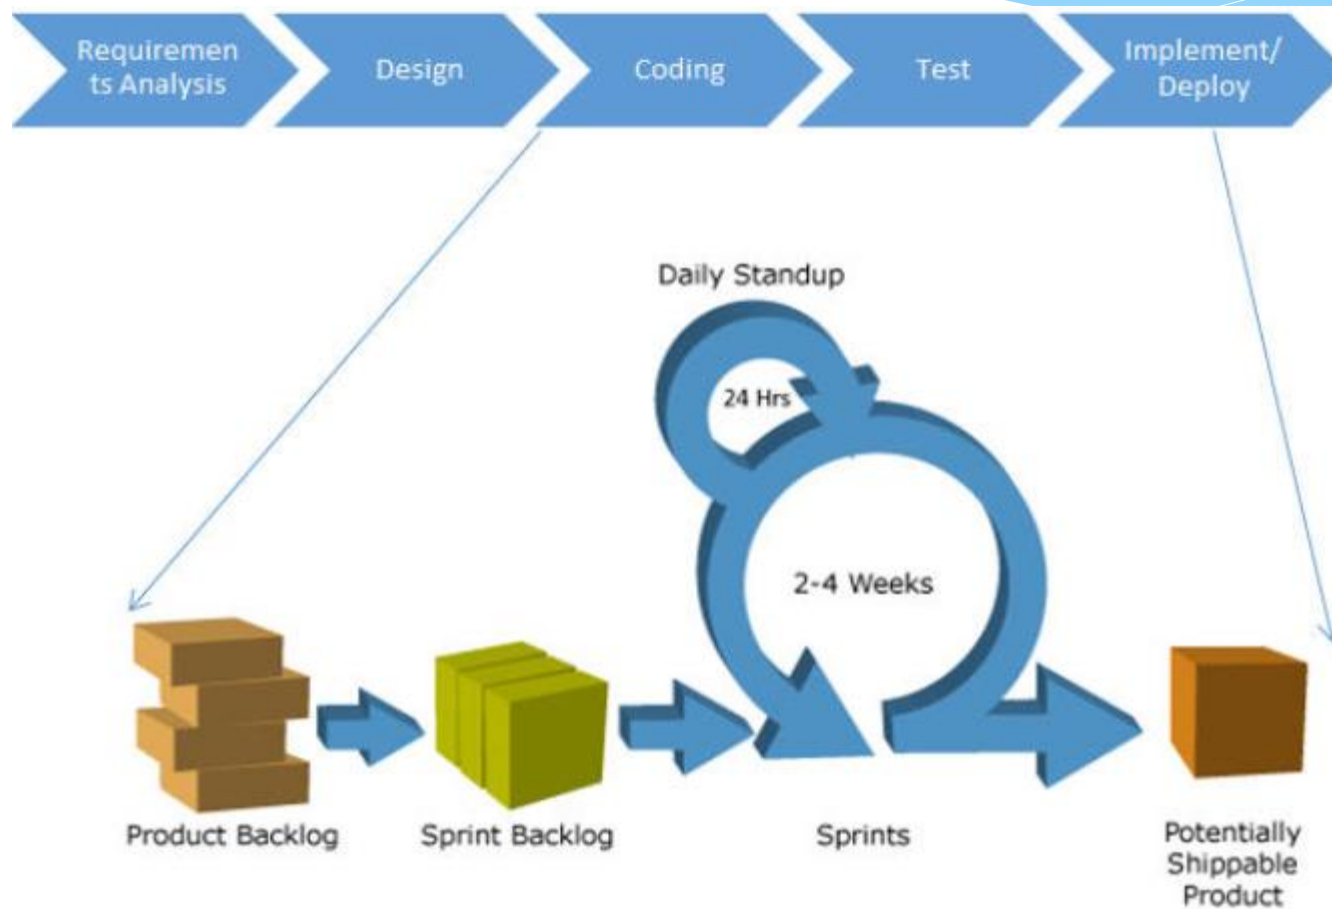 Requiremen
ts Analysis
Design
Coding
Test
Implement/
Deploy
Daily Standup
24 Hrs
2-4 Weeks
Product Backlog
Sprint Backlog
Sprints
Potentially
Shippable
Product